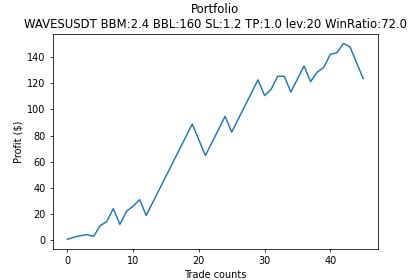 Portfolio
WAVESUSDT BBM:2.4 BBL:160 SL:1.2 TP:1.0 lev:20 WinRatio:72.0
140
120
100
80
60
40
20
0
Profit ($)
0 10 20 30 40
Trade counts